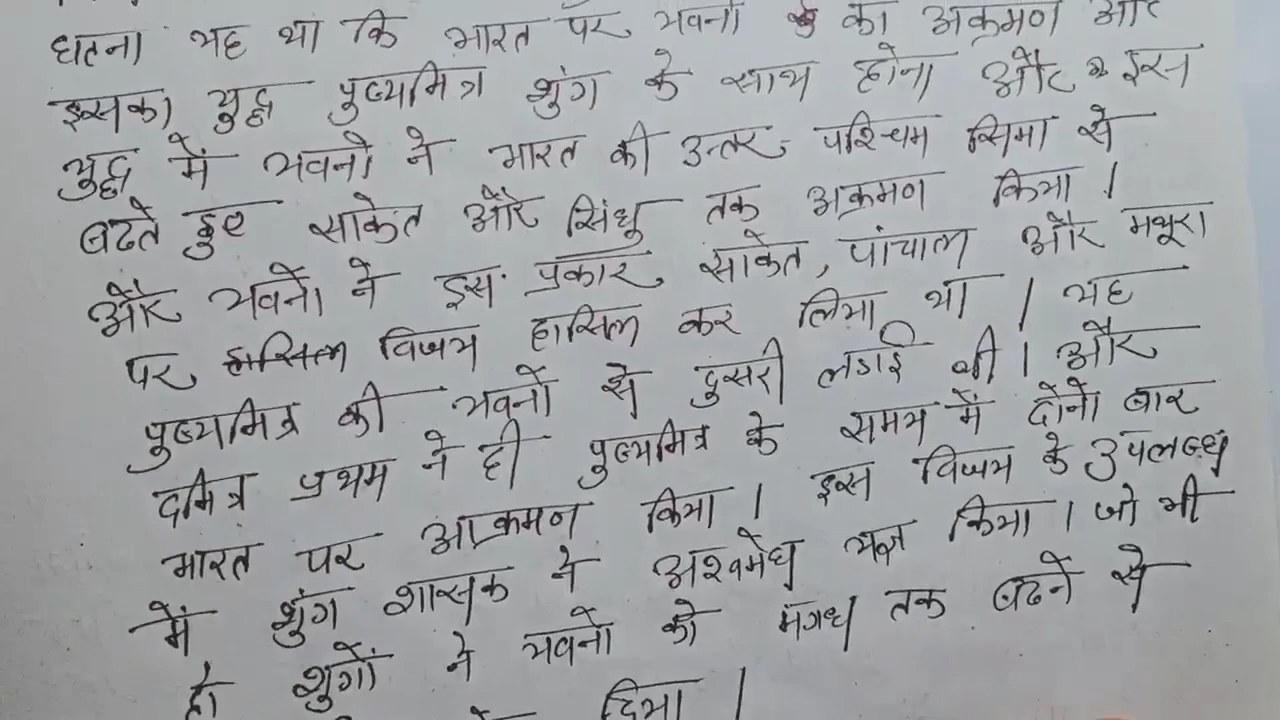 घटना यह था कि भारत पर यवनो का अक्रमण और
इसका युद्ध पुष्यमित्र शुंग के साथ होना और इस
युद्ध में यवनो ने भारत की उत्तर-पश्चिम सिमा से
बढते हुए साकेत और सिंधु तक अक्रमण किया।
और यवनों ने इस प्रकार साकेत, पांचाल और मथूरा
पर हासिल विजय हासिल कर लिया था। यह
पुष्यमित्र की यवनों से दुसरी लडाई थी। और
दमित्र प्रथम ने ही पुष्यमित्र के समय में दोनो बार
भारत पर आक्रमण किया। इस विजय के उपलब्ध
में शुंग शासक ने अश्वमेध यज्ञ किया। जो भी
हो शुगों ने यवनो को मगध तक बढने से
दिया।